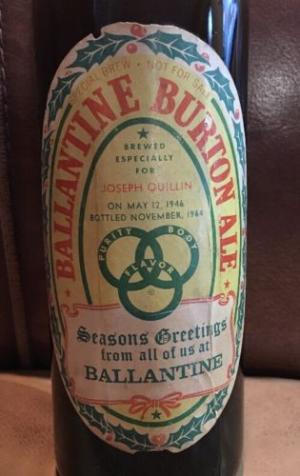 SPECIAL BREW • NOT FOR SALE
BALLANTINE BURTON ALE
BREWED
ESPECIALLY
FOR
JOSEPH QUILLIN
ON MAY 12, 1946
BOTTLED NOVEMBER, 1964
PURITY BODY
FLAVOR
Seasons Greetings
from all of us at
BALLANTINE